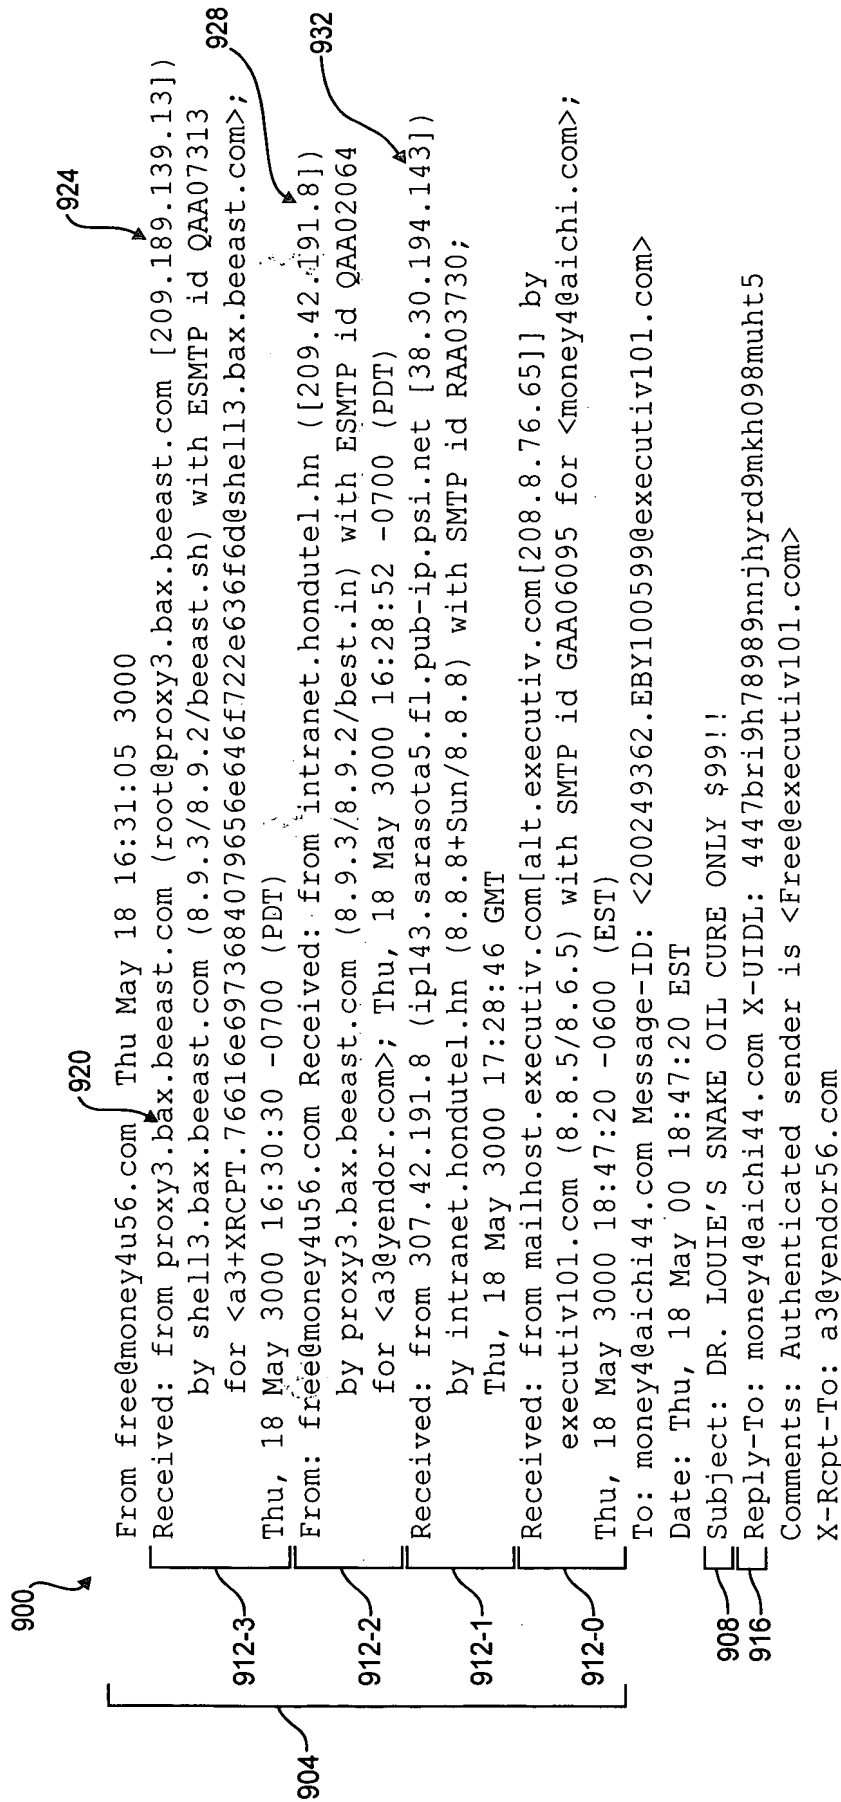 900
From free@money4u56.com Thu May 18 16:31:05 3000
Received: from proxy3.bax.beeast.com (root@proxy3.bax.beeast.com [209.189.139.13])
by shell3.bax.beeast.com (8.9.3/8.9.2/beeast.sh) with ESMTP id QAA07313
for <a3+XRCPT.76616e6973684079656e646f722e636f6d@shell3.bax.beeast.com>;
Thu, 18 May 3000 16:30:30 -0700 (PDT)
From: free@money4u56.com Received: from intranet.hondutel.hn ([209.42.191.8])
by proxy3.bax.beeast.com (8.9.3/8.9.2/best.in) with ESMTP id QAA02064
for <a3@yendor.com>; Thu, 18 May 3000 16:28:52 -0700 (PDT)
Received: from 307.42.191.8 (ip143.sarasota5.fl.pub-ip.psi.net [38.30.194.143])
by intranet.hondutel.hn (8.8.8+Sun/8.8.8) with SMTP id RAA03730;
Thu, 18 May 3000 17:28:46 GMT
Received: from mailhost.executiv.com[alt.executiv.com[208.8.76.65]] by
executiv101.com (8.8.5/8.6.5) with SMTP id GAA06095 for <money4@aichi.com>;
Thu, 18 May 3000 18:47:20 -0600 (EST)
To: money4@aichi44.com Message-ID: <200249362.EBY100599@executiv101.com>
Date: Thu, 18 May 00 18:47:20 EST
Subject: DR. LOUIE'S SNAKE OIL CURE ONLY $99!!
Reply-To: money4@aichi44.com X-UIDL: 4447bri9h78989nnjhyrd9mkh098muht5
Comments: Authenticated sender is <Free@executiv101.com>
X-Rcpt-To: a3@yendor56.com
904
912-3
912-2
912-1
912-0
908
916
920
924
928
932